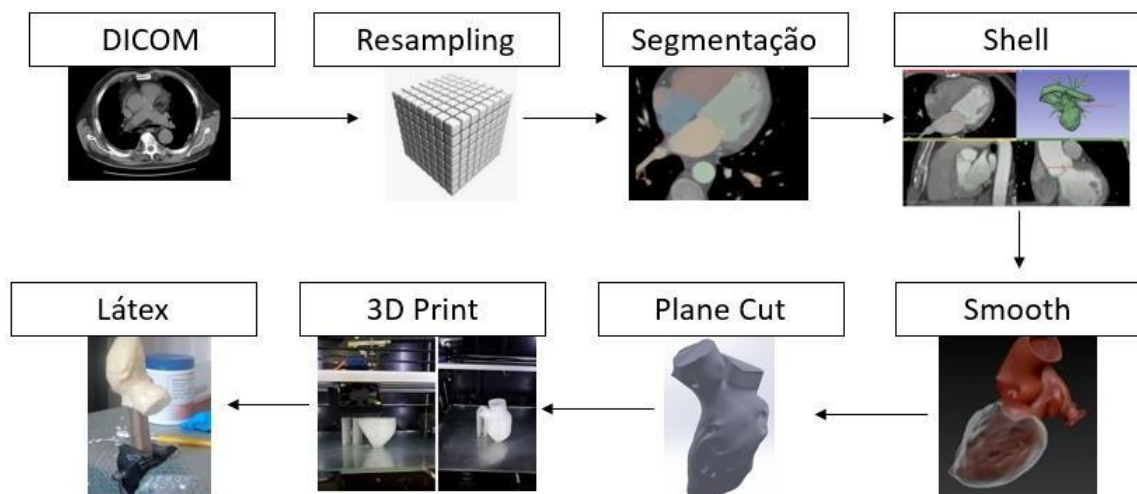 DICOM
Resampling
Segmentação
Shell
Smooth
Plane Cut
3D Print
Látex